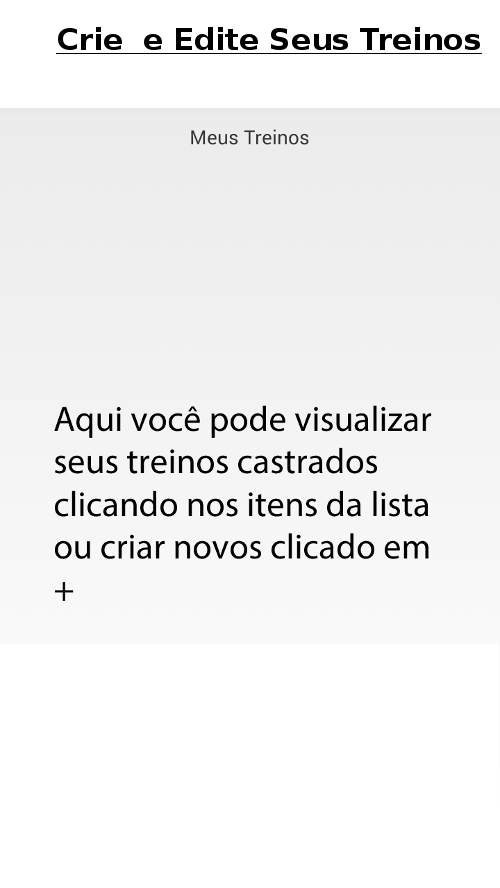 Crie  e Edite Seus Treinos
Meus Treinos
Aqui você pode visualizar
seus treinos castrados
clicando nos itens da lista
ou criar novos clicado em
+